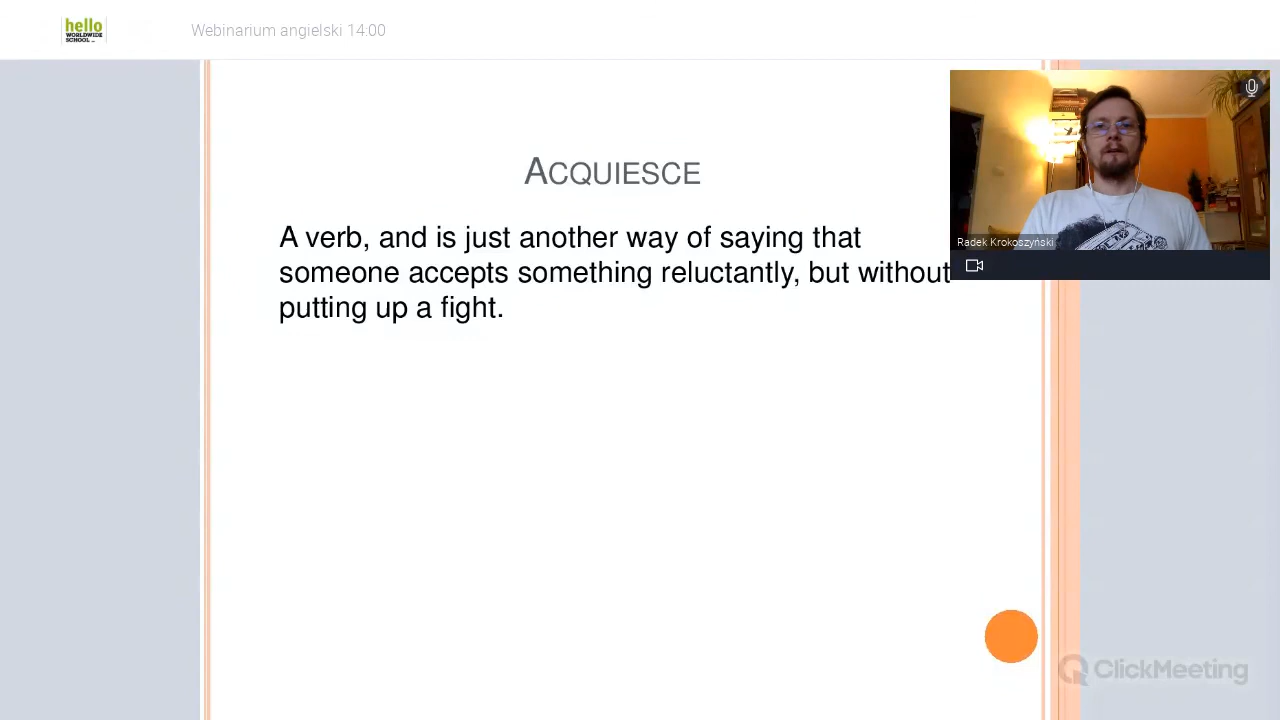 hello
WORLDWIDE
SCHOOL
Webinarium angielski 14:00
ACQUIESCE
A verb, and is just another way of saying that
someone accepts something reluctantly, but without
putting up a fight.
Radek Krokoszyński
ClickMeeting